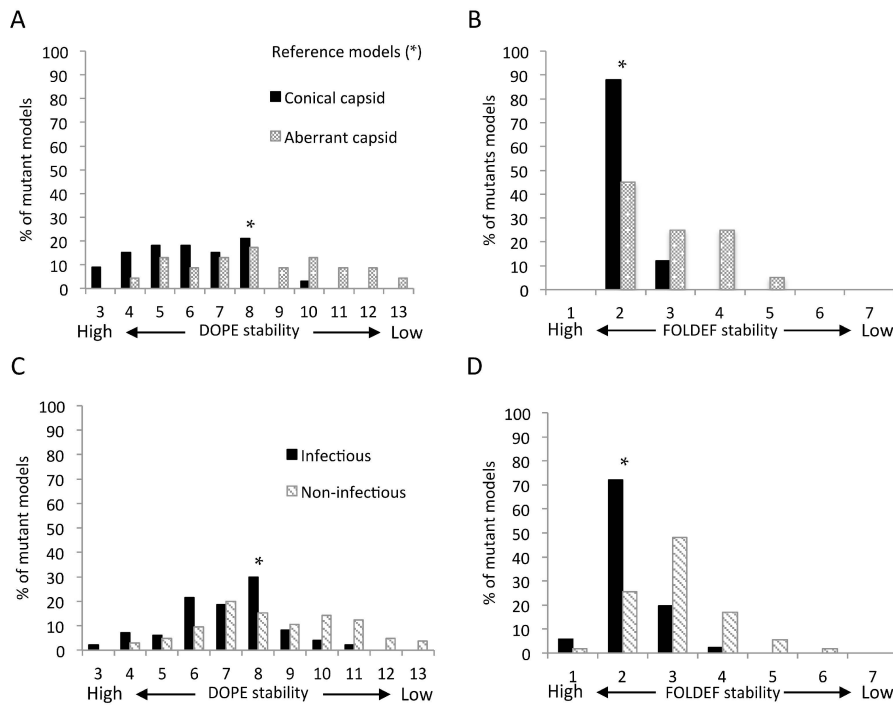 A
Reference models (*)
Conical capsid
Aberrant capsid
% of mutant models
100
90
80
70
60
50
40
30
20
10
0
*
3 4 5 6 7 8 9 10 11 12 13
High DOPE stability Low
B
% of mutants models
100
90
80
70
60
50
40
30
20
10
0
*
1 2 3 4 5 6 7
High FOLDEF stability Low
C
Infectious
Non-infectious
% of mutant models
100
90
80
70
60
50
40
30
20
10
0
*
3 4 5 6 7 8 9 10 11 12 13
High DOPE stability Low
D
% of mutant models
100
90
80
70
60
50
40
30
20
10
0
*
1 2 3 4 5 6 7
High FOLDEF stability Low